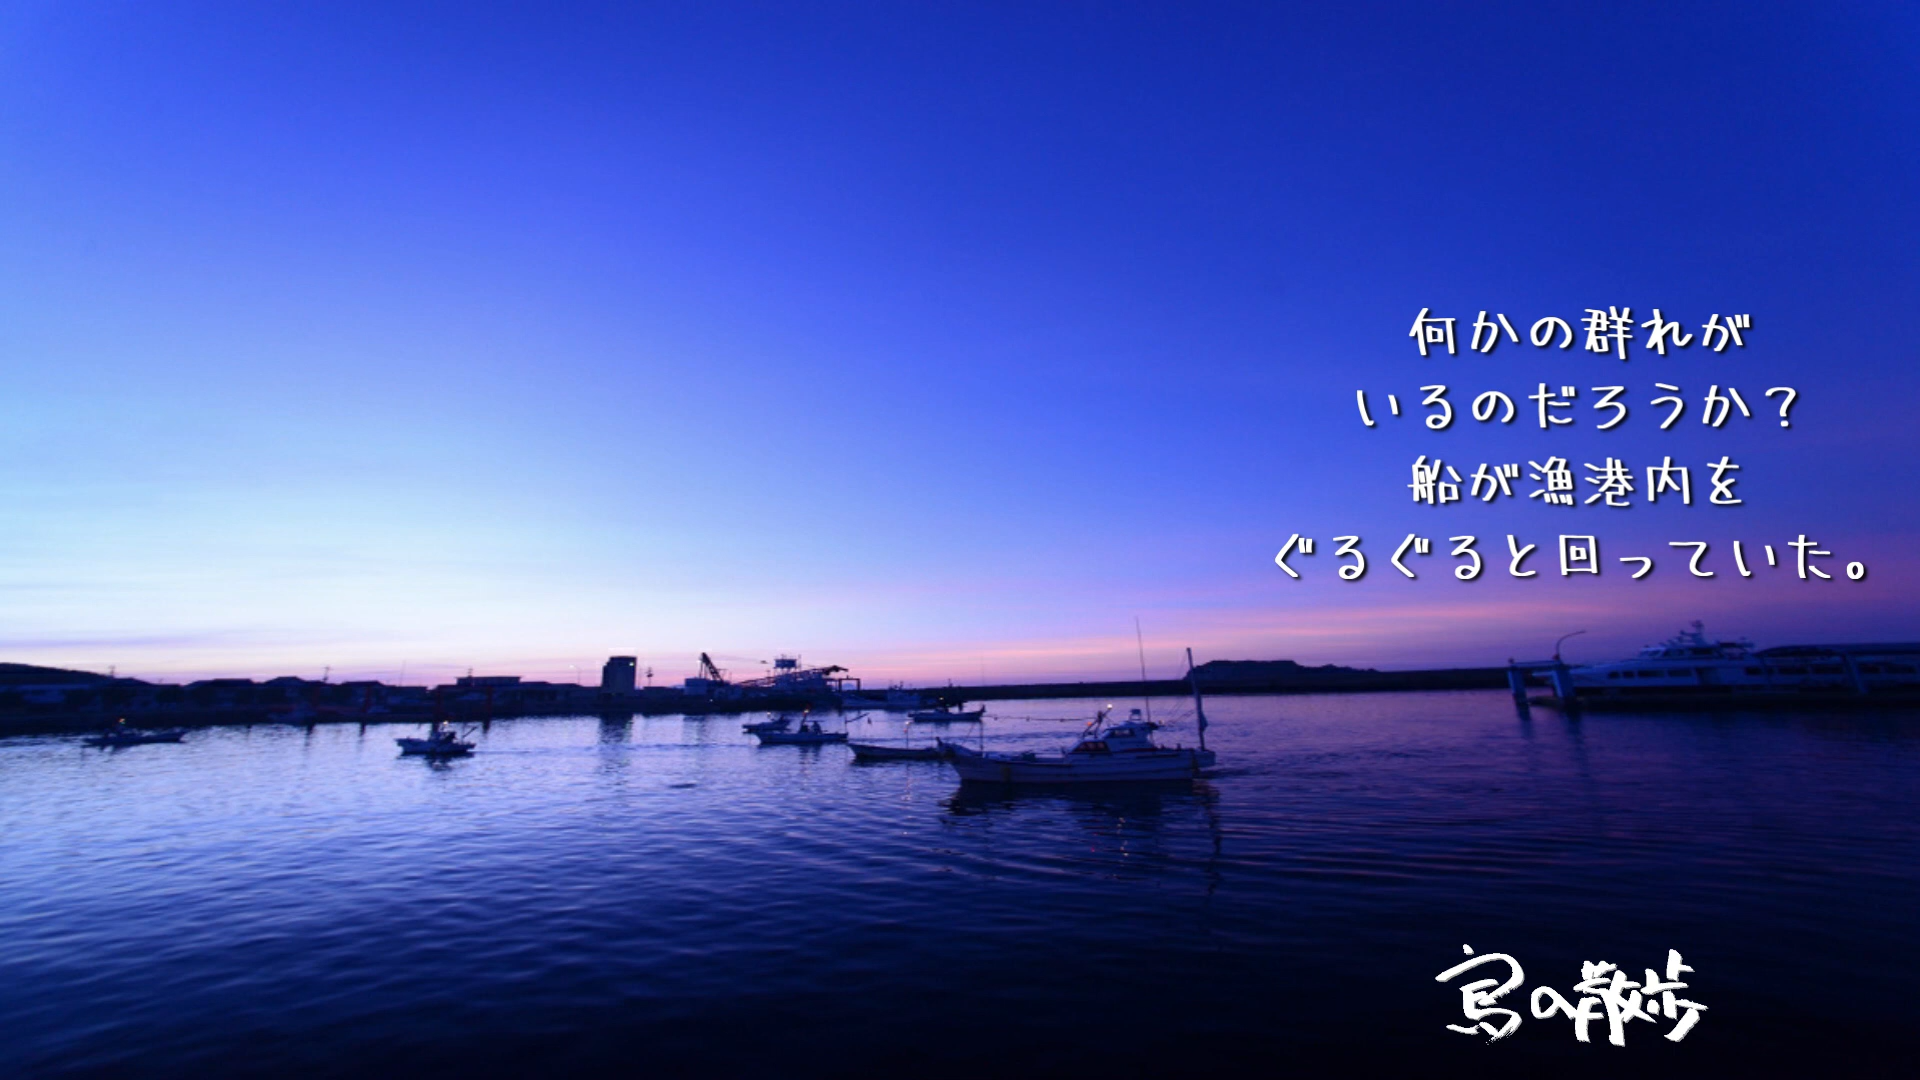 何かの群れが
いるのだろうか？
船が漁港内を
ぐるぐると回っていた。
の散歩